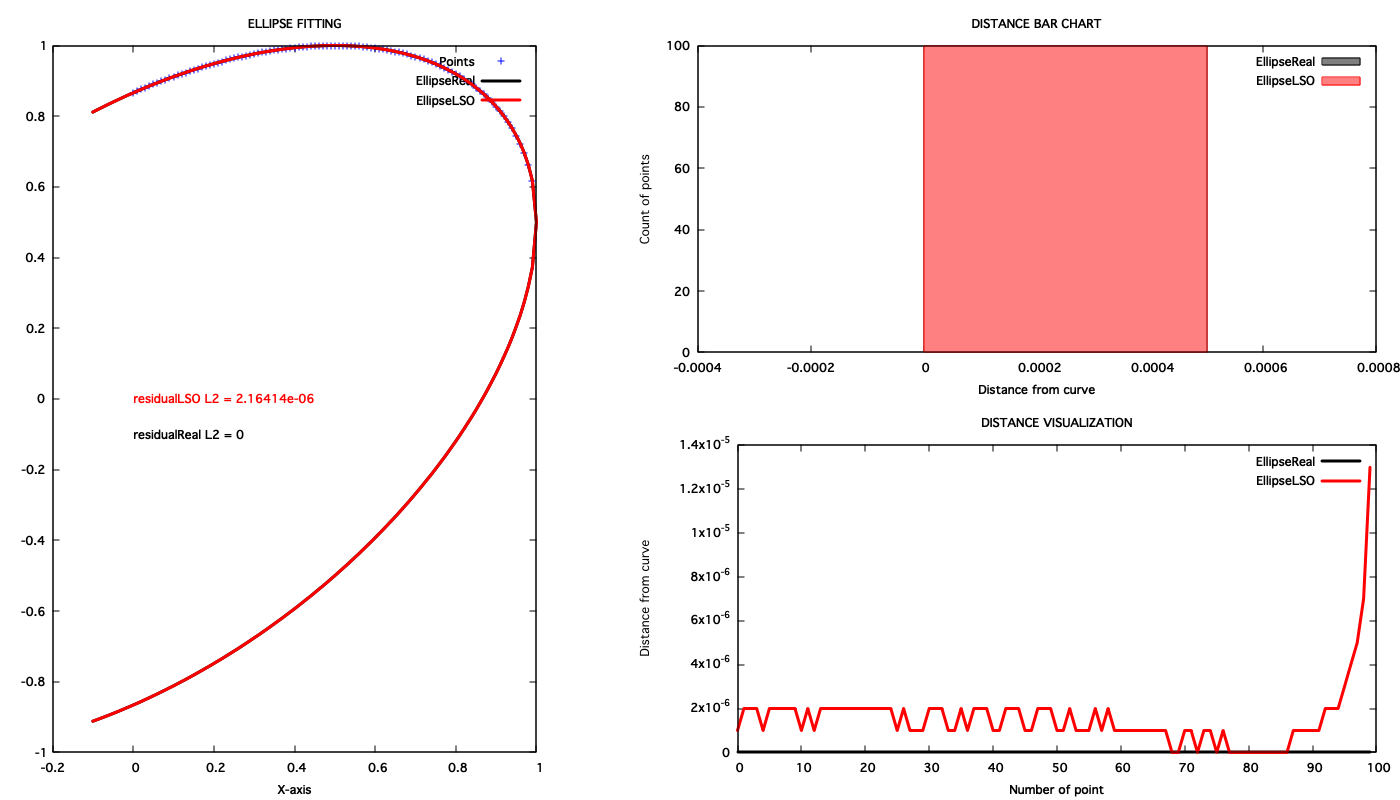 ELLIPSE FITTING
Points
EllipseReal
EllipseLSO
1
0.8
0.6
0.4
0.2
0
-0.2
-0.4
-0.6
-0.8
-1
residualLSO L2 = 2.16414e-06
residualReal L2 = 0
-0.2 0 0.2 0.4 0.6 0.8 1
X-axis
DISTANCE BAR CHART
EllipseReal
EllipseLSO
100
80
60
40
20
0
Count of points
-0.0004 -0.0002 0 0.0002 0.0004 0.0006 0.0008
Distance from curve
DISTANCE VISUALIZATION
EllipseReal
EllipseLSO
1.4x10-5
1.2x10-5
1x10-5
8x10-6
6x10-6
4x10-6
2x10-6
0
Distance from curve
0 10 20 30 40 50 60 70 80 90 100
Number of point